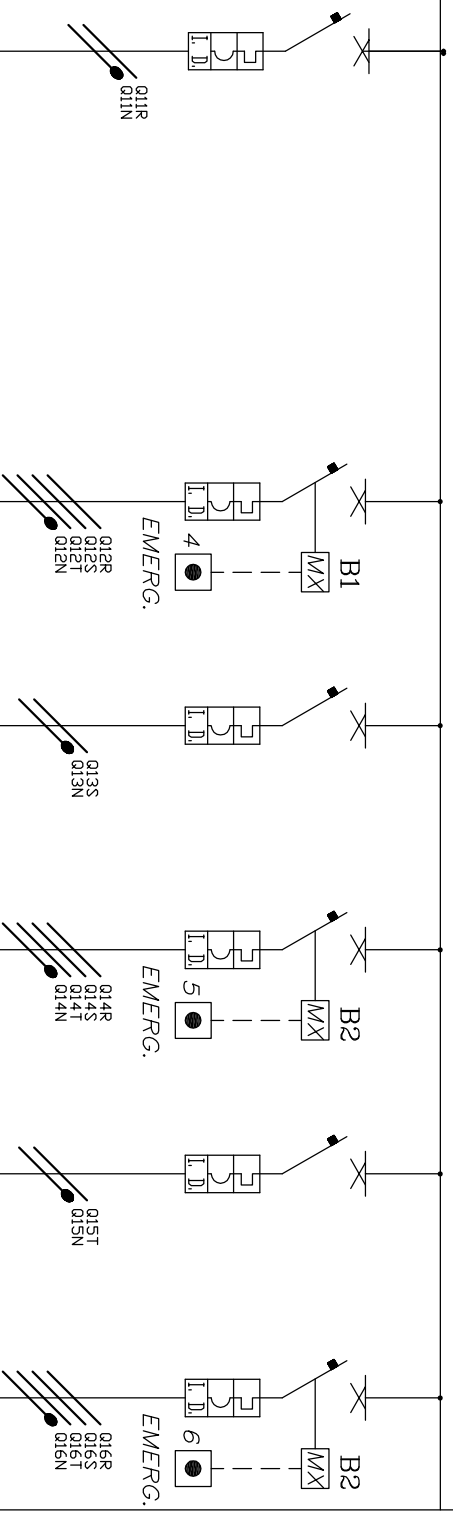 I.D.
Q11R
Q11N
B1
MX
I.D.
4
EMERG.
Q12R
Q12S
Q12T
Q12N
I.D.
Q13S
Q13N
B2
MX
I.D.
5
EMERG.
Q14R
Q14S
Q14T
Q14N
I.D.
Q15T
Q15N
B2
MX
I.D.
6
EMERG.
Q16R
Q16S
Q16T
Q16N